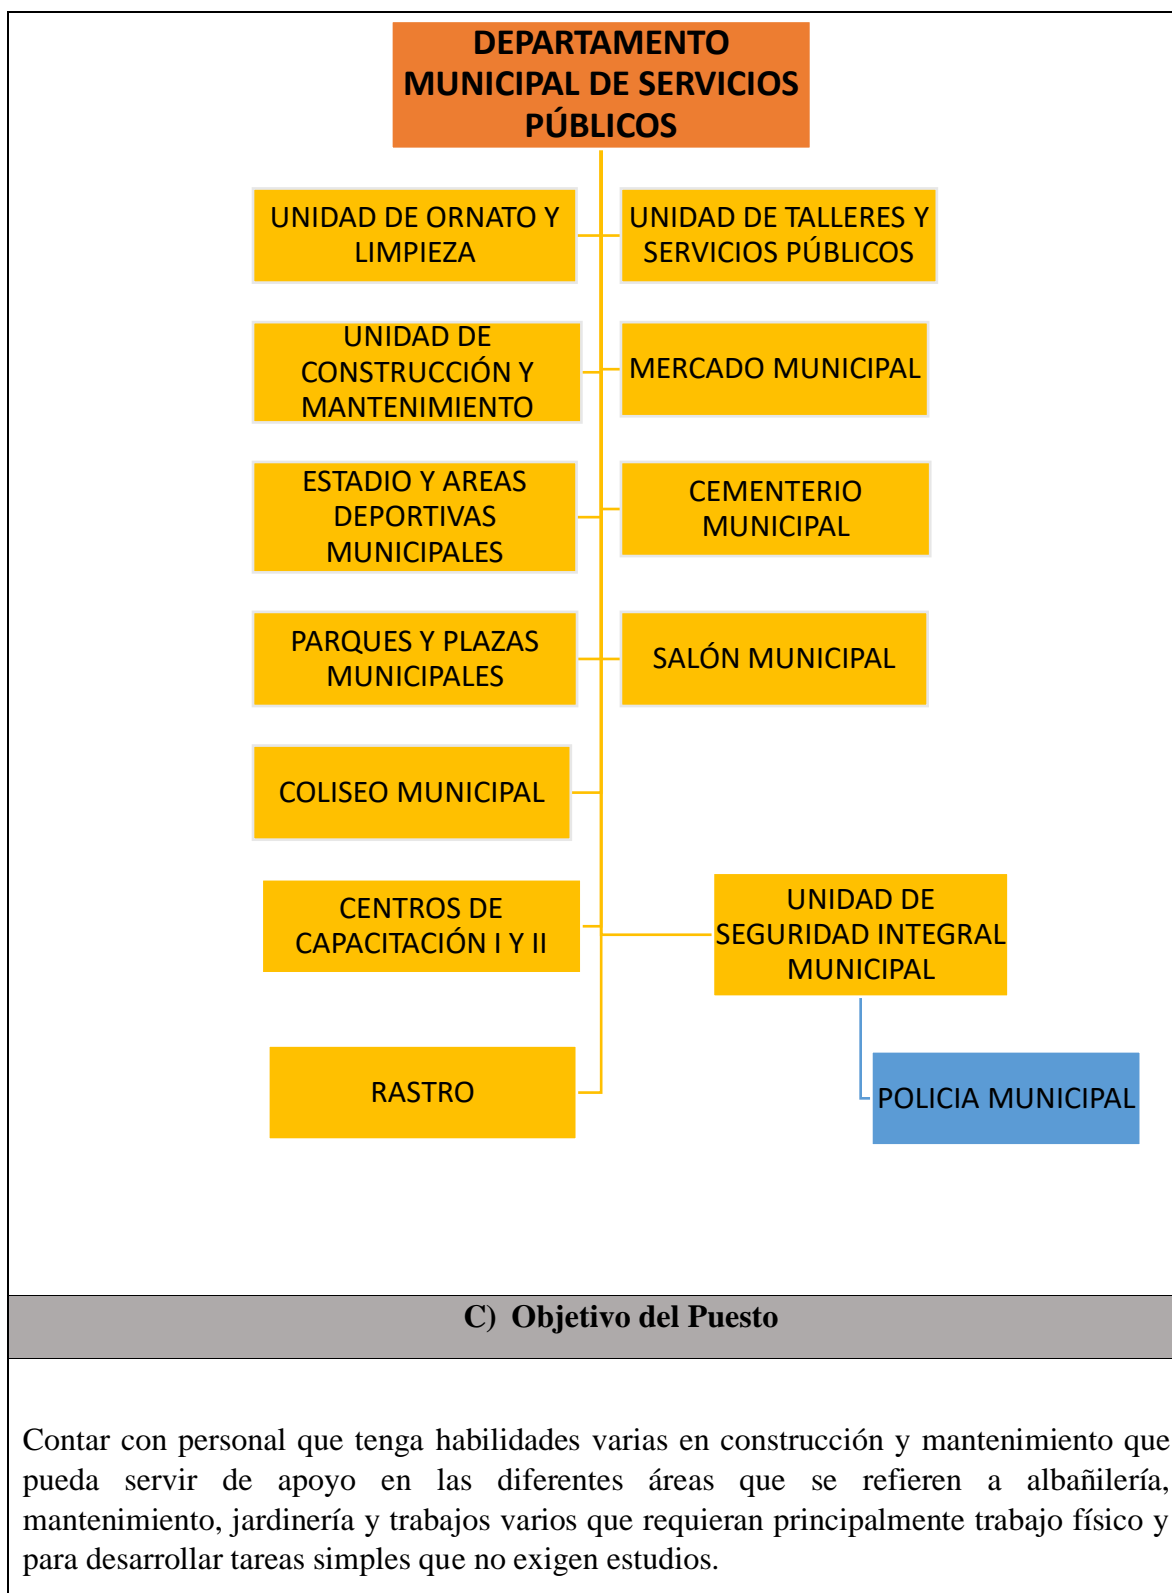 DEPARTAMENTO
MUNICIPAL DE SERVICIOS
PÚBLICOS
UNIDAD DE ORNATO Y
LIMPIEZA
UNIDAD DE TALLERES Y
SERVICIOS PÚBLICOS
UNIDAD DE
CONSTRUCCIÓN Y
MANTENIMIENTO
MERCADO MUNICIPAL
ESTADIO Y AREAS
DEPORTIVAS
MUNICIPALES
CEMENTERIO
MUNICIPAL
PARQUES Y PLAZAS
MUNICIPALES
SALÓN MUNICIPAL
COLISEO MUNICIPAL
CENTROS DE
CAPACITACIÓN I Y II
UNIDAD DE
SEGURIDAD INTEGRAL
MUNICIPAL
RASTRO
POLICIA MUNICIPAL
C) Objetivo del Puesto
Contar con personal que tenga habilidades varias en construcción y mantenimiento que
pueda servir de apoyo en las diferentes áreas que se refieren a albañilería,
mantenimiento, jardinería y trabajos varios que requieran principalmente trabajo físico y
para desarrollar tareas simples que no exigen estudios.